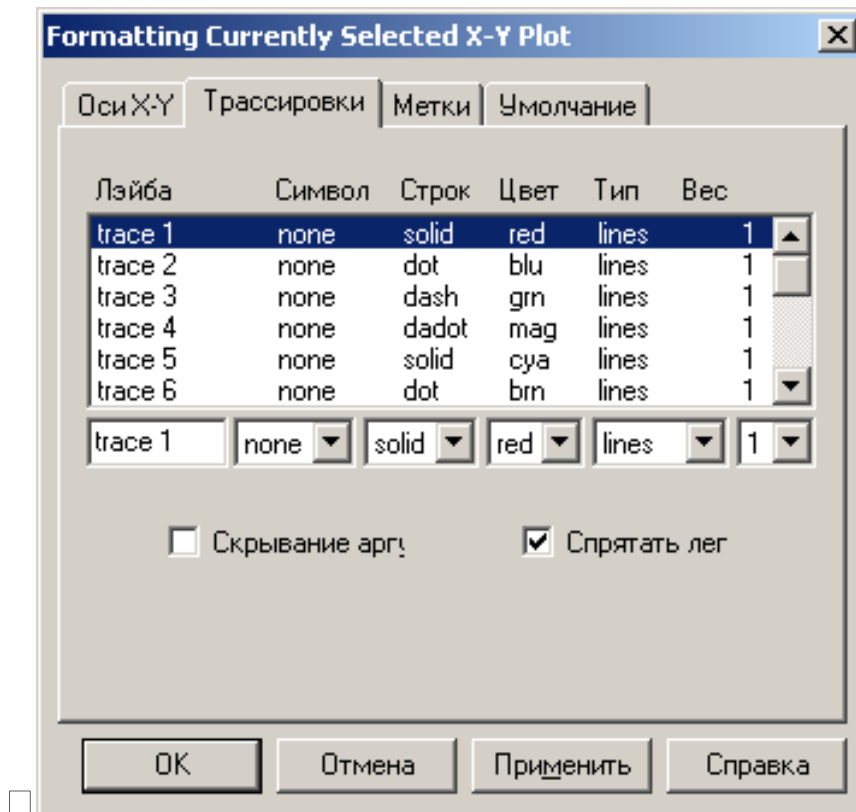 Formatting Currently Selected X-Y Plot
Оси X-Y Трассировки Метки Умолчание
Лэйба Символ Строк Цвет Тип Вес
trace 1 none solid red lines 1
trace 2 none dot blu lines 1
trace 3 none dash grn lines 1
trace 4 none dadot mag lines 1
trace 5 none solid cya lines 1
trace 6 none dot brn lines 1
trace 1 none solid red lines 1
Скрывание аргу Спрятать лег
OK Отмена Применить Справка